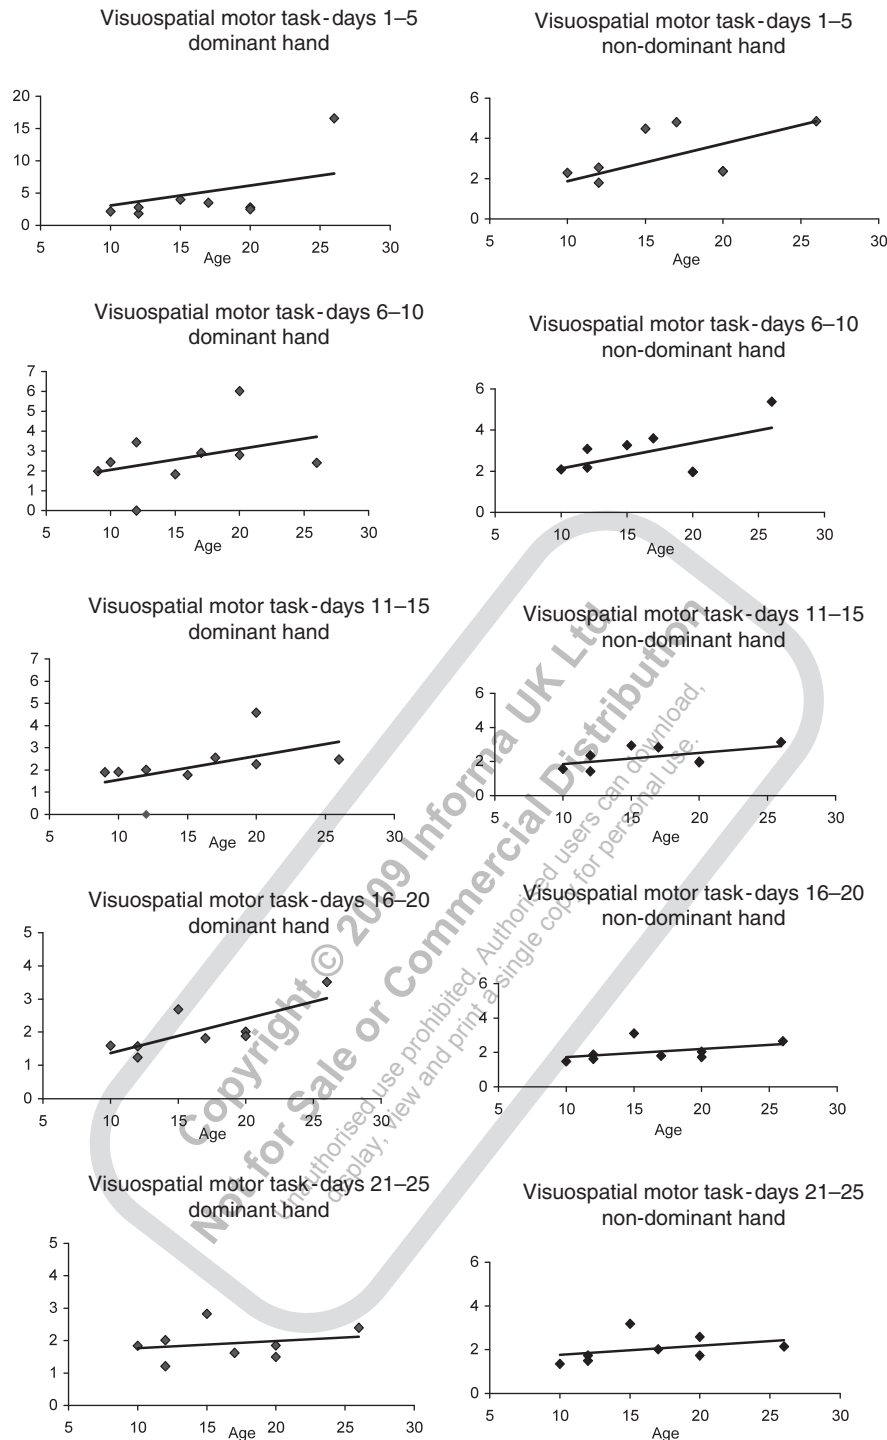 Visuospatial motor task-days 1–5
dominant hand
20
15
10
5
0
5 10 15 20 25 30
Age
Visuospatial motor task-days 1–5
non-dominant hand
6
4
2
0
5 10 15 20 25 30
Age
Visuospatial motor task-days 6–10
dominant hand
7
6
5
4
3
2
1
0
5 10 15 20 25 30
Age
Visuospatial motor task-days 6–10
non-dominant hand
6
4
2
0
5 10 15 20 25 30
Age
Visuospatial motor task-days 11–15
dominant hand
7
6
5
4
3
2
1
0
5 10 15 20 25 30
Age
Visuospatial motor task-days 11–15
non-dominant hand
6
4
2
0
5 10 15 20 25 30
Age
Visuospatial motor task-days 16–20
dominant hand
5
4
3
2
1
0
5 10 15 20 25 30
Age
Visuospatial motor task-days 16–20
non-dominant hand
6
4
2
0
5 10 15 20 25 30
Age
Visuospatial motor task-days 21–25
dominant hand
5
4
3
2
1
0
5 10 15 20 25 30
Age
Visuospatial motor task-days 21–25
non-dominant hand
6
4
2
0
5 10 15 20 25 30
Age
Copyright © 2009 Informa UK Ltd
Not for Sale or Commercial Distribution
Unauthorised use prohibited. Authorised users can download,
display, view and print a single copy for personal use.